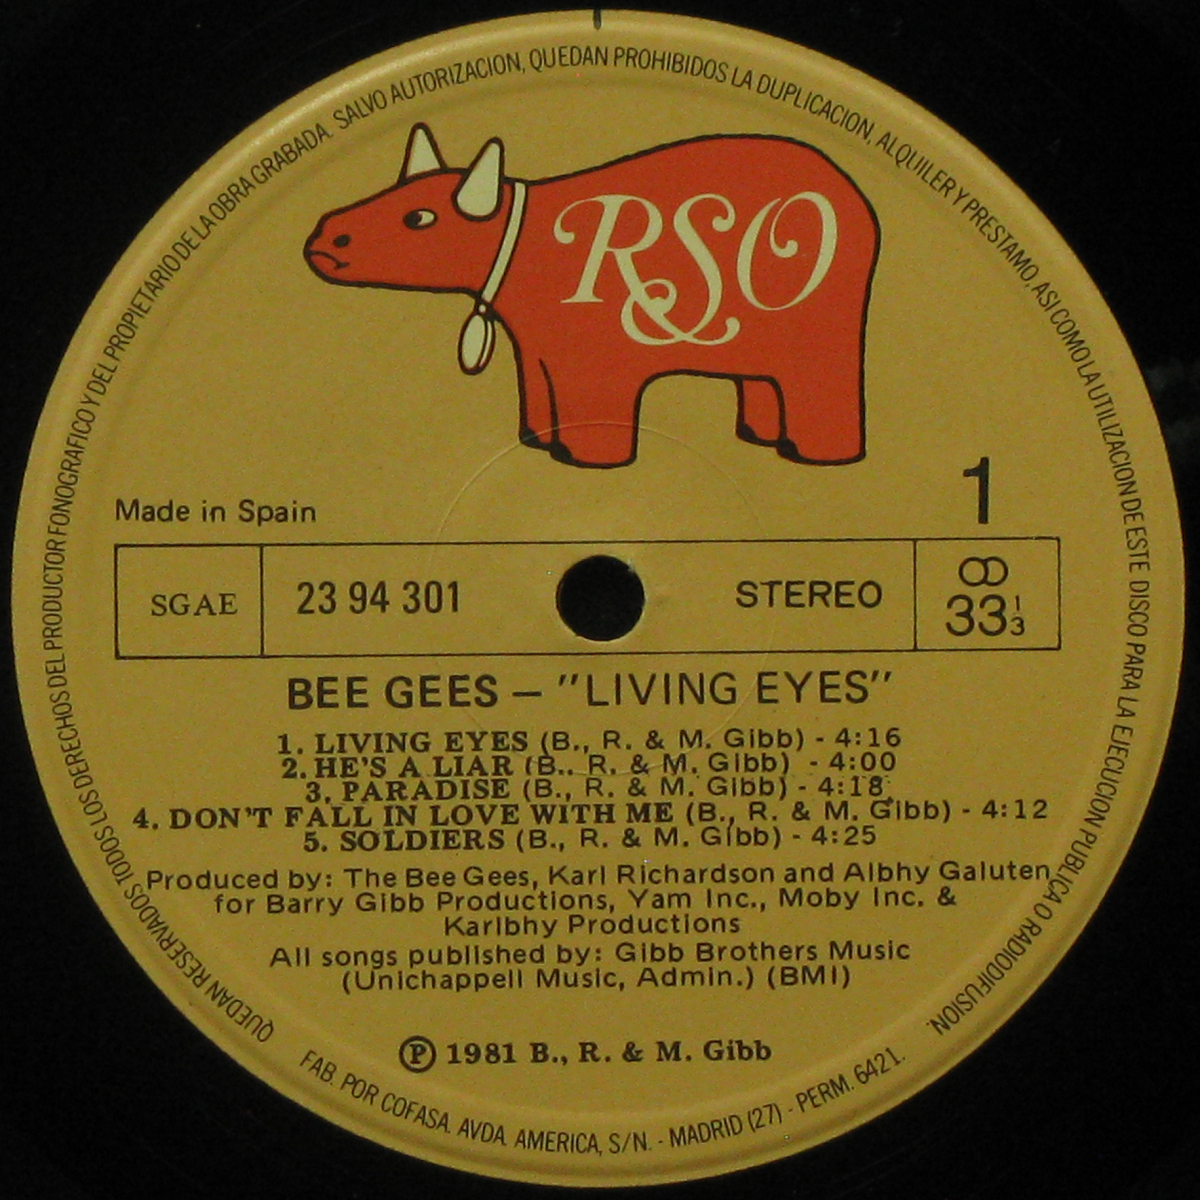 QUEDAN RESERVADOS TODOS LOS DERECHOS DEL PRODUCTOR FONOGRAFICO Y DEL PROPIETARIO DE LA OBRA GRABADA. SALVO AUTORIZACION, QUEDAN PROHIBIDOS LA DUPLICACION, ALQUILER Y PRESTAMO, ASI COMO LA UTILIZACION DE ESTE DISCO PARA LA EJECUCION PUBLICA O RADIODIFUSION.
RSO
1
Made in Spain
SGAE 23 94 301 STEREO 33 1/3
BEE GEES – "LIVING EYES"
1. LIVING EYES (B., R. & M. Gibb) - 4:16
2. HE'S A LIAR (B., R. & M. Gibb) - 4:00
3. PARADISE (B., R. & M. Gibb) - 4:18
4. DON'T FALL IN LOVE WITH ME (B., R. & M. Gibb) - 4:12
5. SOLDIERS (B., R. & M. Gibb) - 4:25
Produced by: The Bee Gees, Karl Richardson and Albhy Galuten
for Barry Gibb Productions, Yam Inc., Moby Inc. &
Karlbhy Productions
All songs published by: Gibb Brothers Music
(Unichappell Music, Admin.) (BMI)
Ⓟ 1981 B., R. & M. Gibb
FAB. POR COFASA. AVDA. AMERICA, S/N. - MADRID (27) - PERM. 6421.